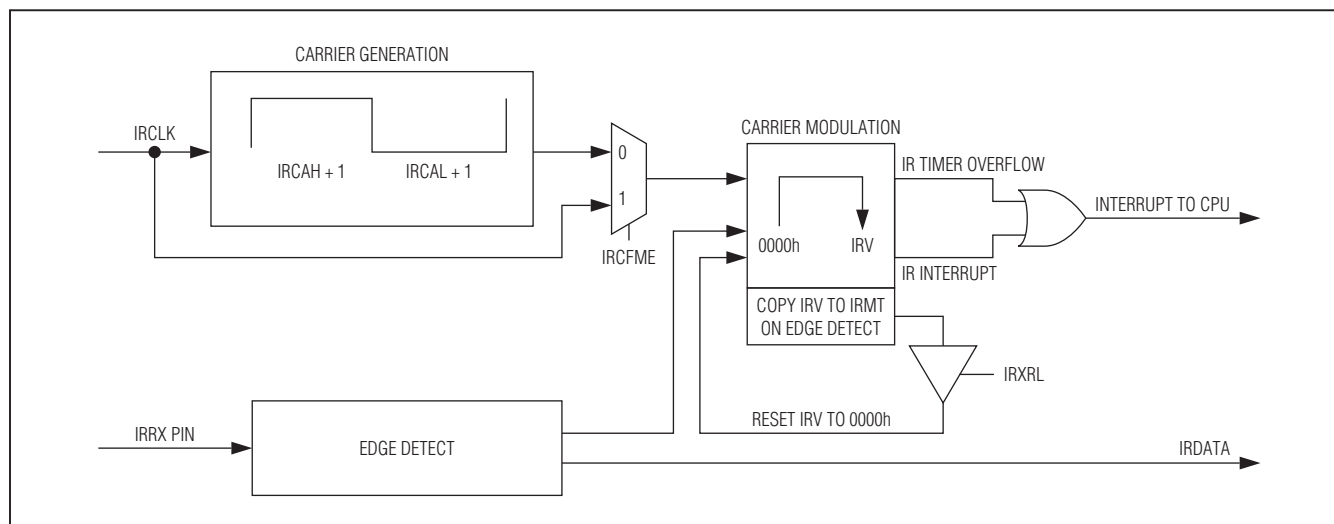 CARRIER GENERATION
IRCLK
IRCAH + 1
IRCAL + 1
0
1
IRCFME
CARRIER MODULATION
0000h
IRV
IR TIMER OVERFLOW
IR INTERRUPT
INTERRUPT TO CPU
COPY IRV TO IRMT
ON EDGE DETECT
IRXRL
RESET IRV TO 0000h
IRRX PIN
EDGE DETECT
IRDATA